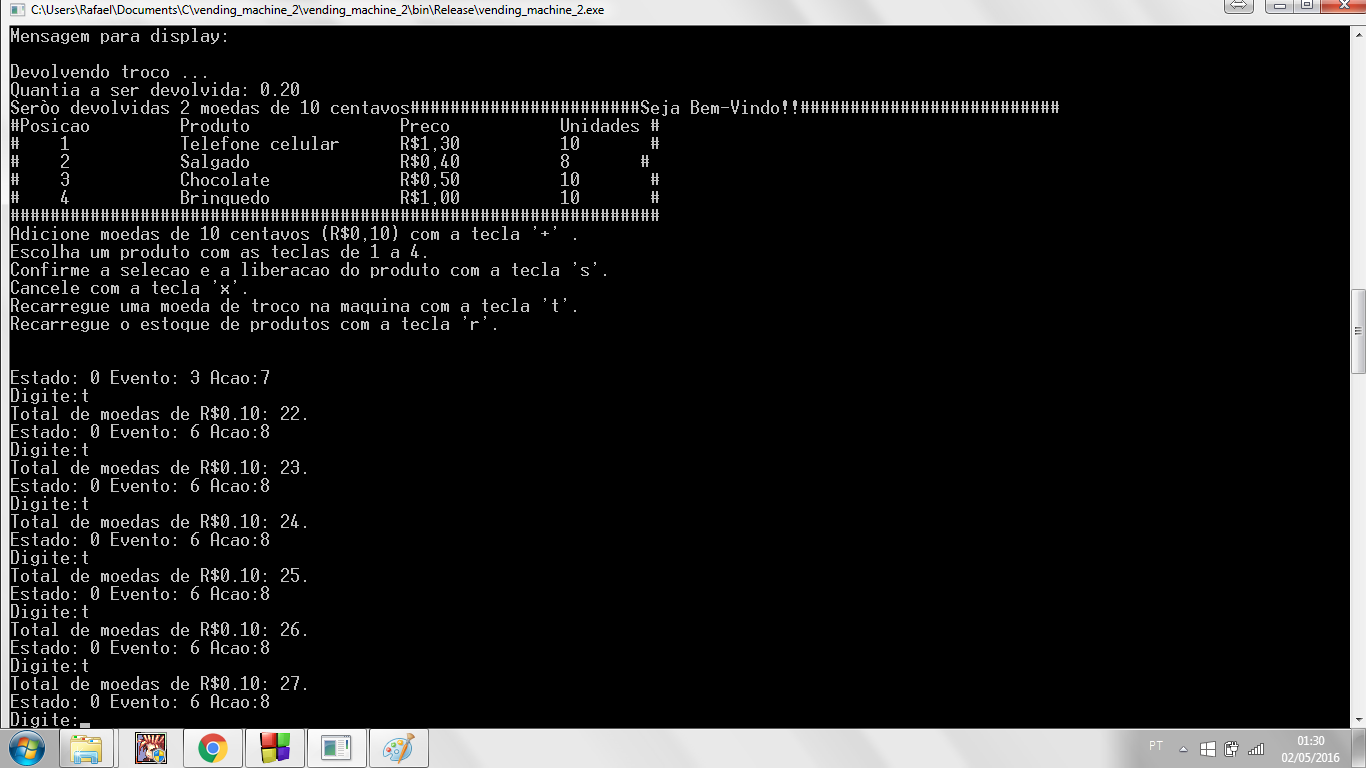 C:\Users\Rafael\Documents\C\vending_machine_2\vending_machine_2\bin\Release\vending_machine_2.exe
Mensagem para display:
Devolvendo troco ...
Quantia a ser devolvida: 0.20
Seròo devolvidas 2 moedas de 10 centavos#######################Seja Bem-Vindo!!##########################
#Posicao Produto Preco Unidades #
# 1 Telefone celular R$1,30 10 #
# 2 Salgado R$0,40 8 #
# 3 Chocolate R$0,50 10 #
# 4 Brinquedo R$1,00 10 #
#################################################################
Adicione moedas de 10 centavos (R$0,10) com a tecla '+' .
Escolha um produto com as teclas de 1 a 4.
Confirme a selecao e a liberacao do produto com a tecla 's'.
Cancele com a tecla 'x'.
Recarregue uma moeda de troco na maquina com a tecla 't'.
Recarregue o estoque de produtos com a tecla 'r'.
Estado: 0 Evento: 3 Acao:7
Digite:t
Total de moedas de R$0.10: 22.
Estado: 0 Evento: 6 Acao:8
Digite:t
Total de moedas de R$0.10: 23.
Estado: 0 Evento: 6 Acao:8
Digite:t
Total de moedas de R$0.10: 24.
Estado: 0 Evento: 6 Acao:8
Digite:t
Total de moedas de R$0.10: 25.
Estado: 0 Evento: 6 Acao:8
Digite:t
Total de moedas de R$0.10: 26.
Estado: 0 Evento: 6 Acao:8
Digite:t
Total de moedas de R$0.10: 27.
Estado: 0 Evento: 6 Acao:8
Digite:_
PT
01:30
02/05/2016